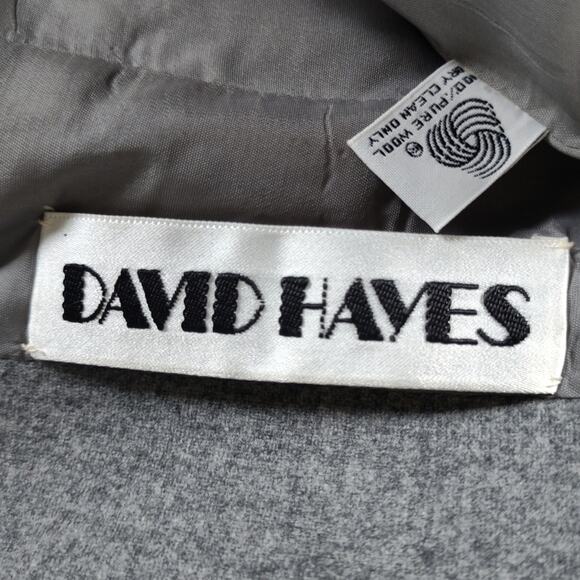 PURE WOOL
DRY CLEAN ONLY
DAVID HAYES